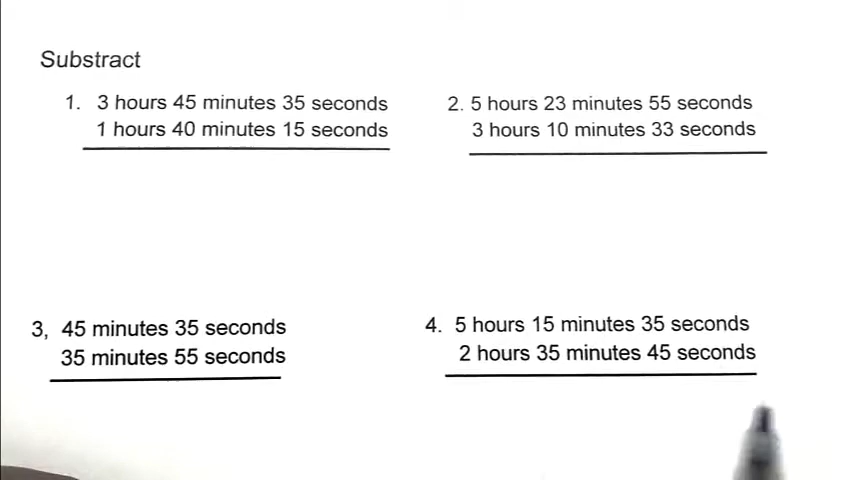 Substract
1. 3 hours 45 minutes 35 seconds
1 hours 40 minutes 15 seconds
2. 5 hours 23 minutes 55 seconds
3 hours 10 minutes 33 seconds
3, 45 minutes 35 seconds
35 minutes 55 seconds
4. 5 hours 15 minutes 35 seconds
2 hours 35 minutes 45 seconds